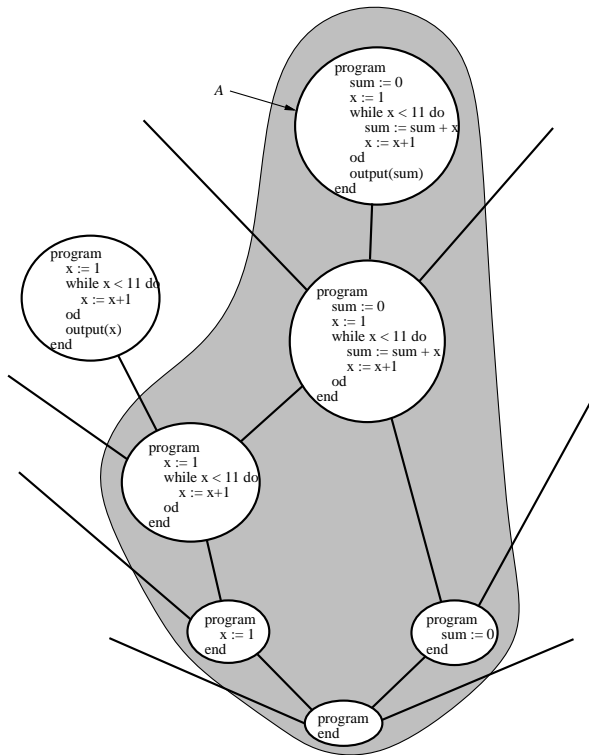 A
program
sum := 0
x := 1
while x < 11 do
sum := sum + x
x := x+1
od
output(sum)
end
program
x := 1
while x < 11 do
x := x+1
od
output(x)
end
program
sum := 0
x := 1
while x < 11 do
sum := sum + x
x := x+1
od
end
program
x := 1
while x < 11 do
x := x+1
od
end
program
x := 1
end
program
sum := 0
end
program
end